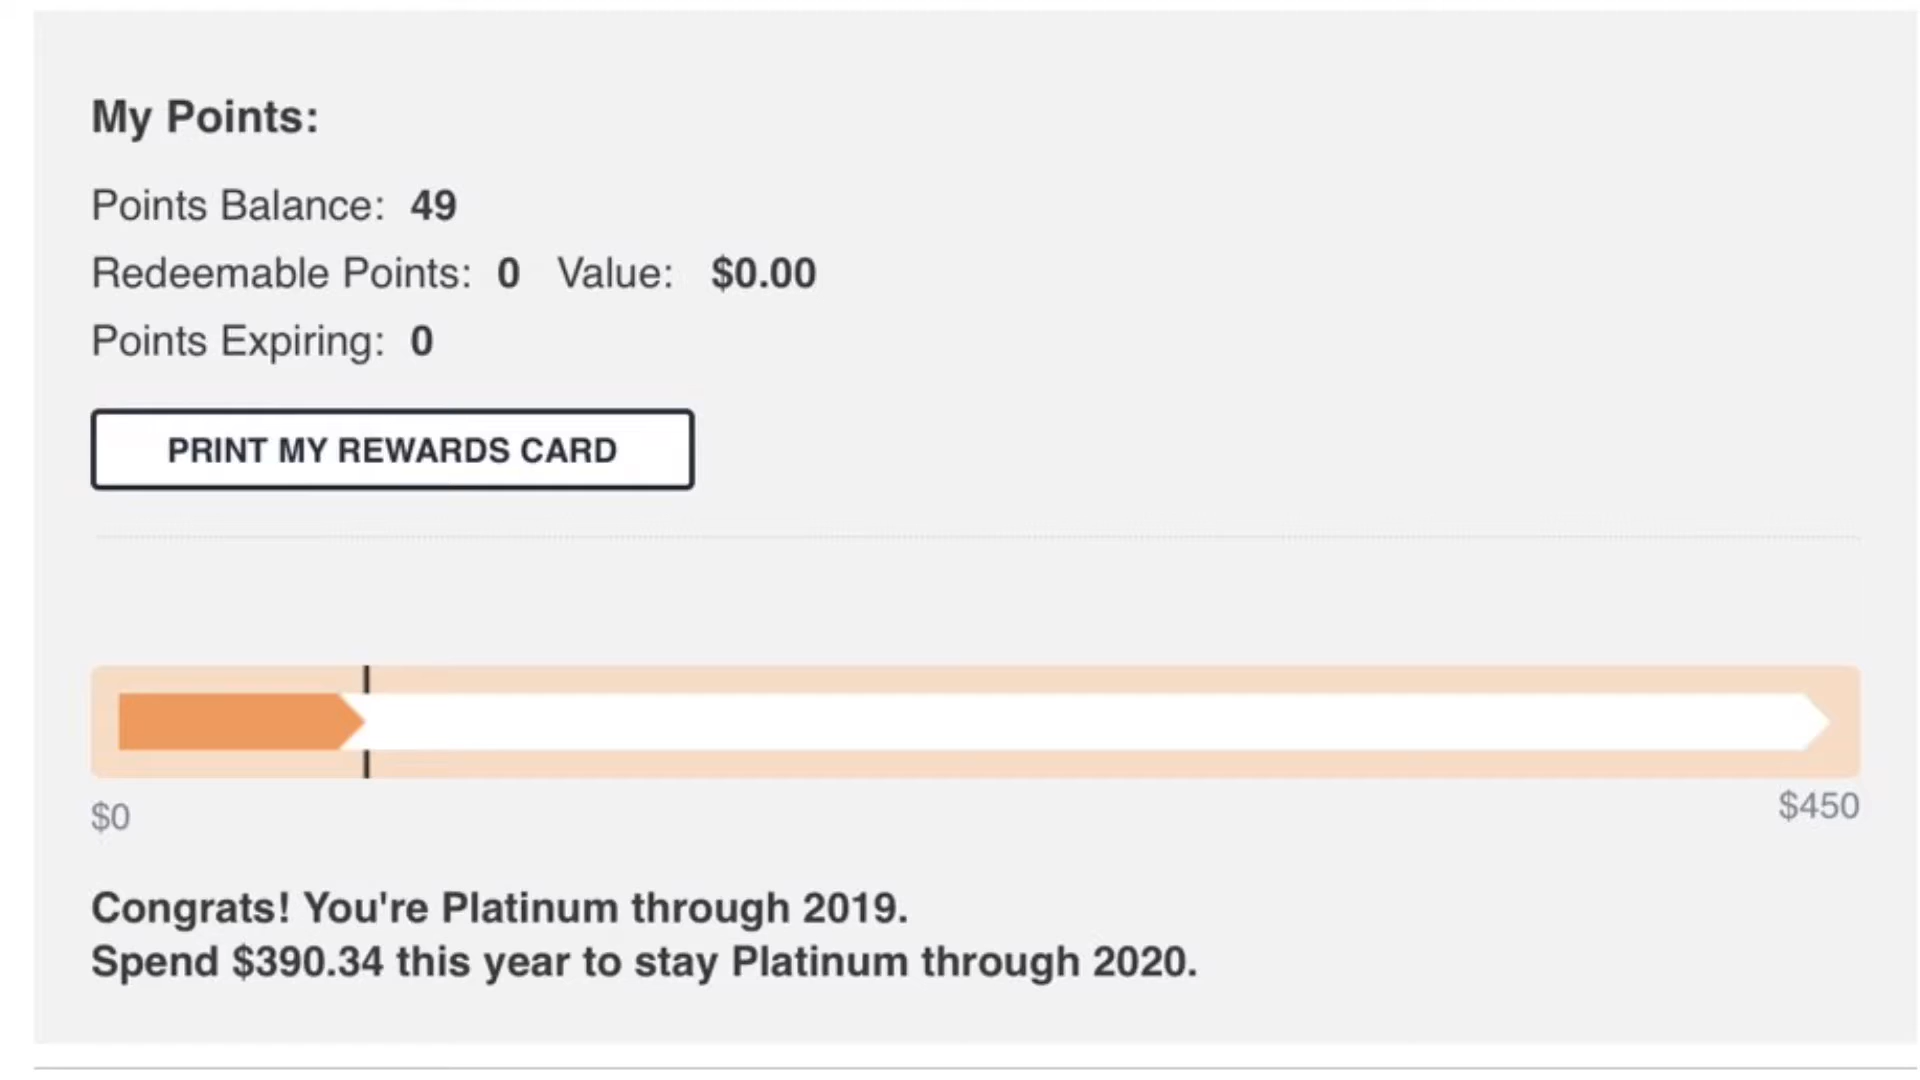 My Points:
Points Balance: 49
Redeemable Points: 0 Value: $0.00
Points Expiring: 0
PRINT MY REWARDS CARD
$0
$450
Congrats! You're Platinum through 2019.
Spend $390.34 this year to stay Platinum through 2020.